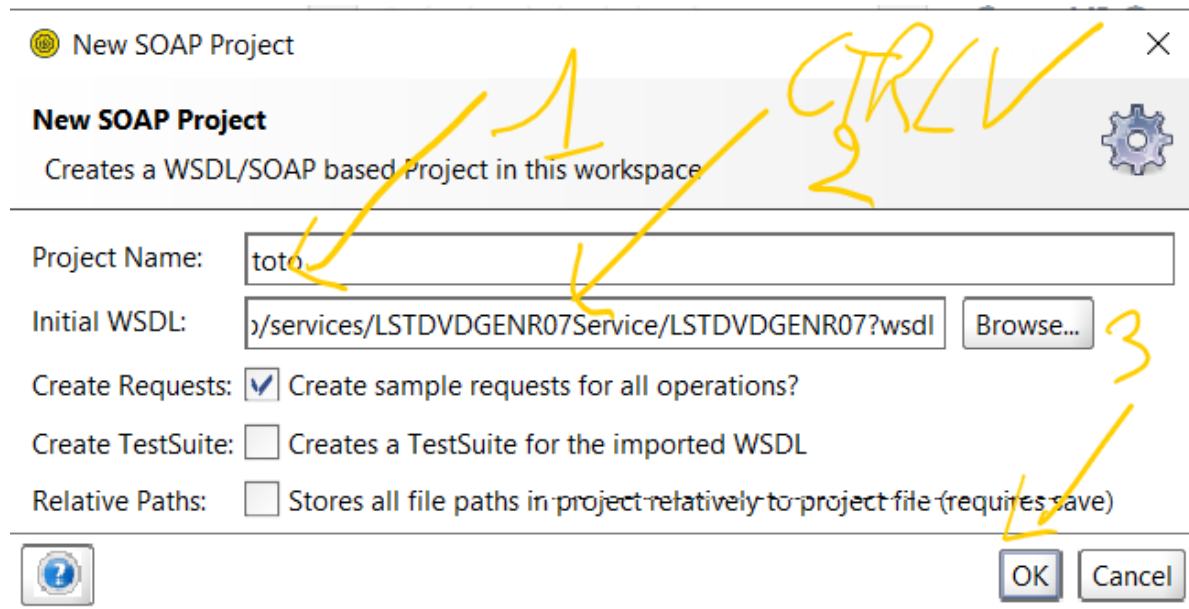 New SOAP Project
1
CTRL V
2
New SOAP Project
Creates a WSDL/SOAP based Project in this workspace
Project Name: toto
Initial WSDL: o/services/LSTDVDGENR07Service/LSTDVDGENR07?wsdl Browse...
3
Create Requests: Create sample requests for all operations?
Create TestSuite: Creates a TestSuite for the imported WSDL
Relative Paths: Stores all file paths in project relatively to project file (requires save)
OK Cancel